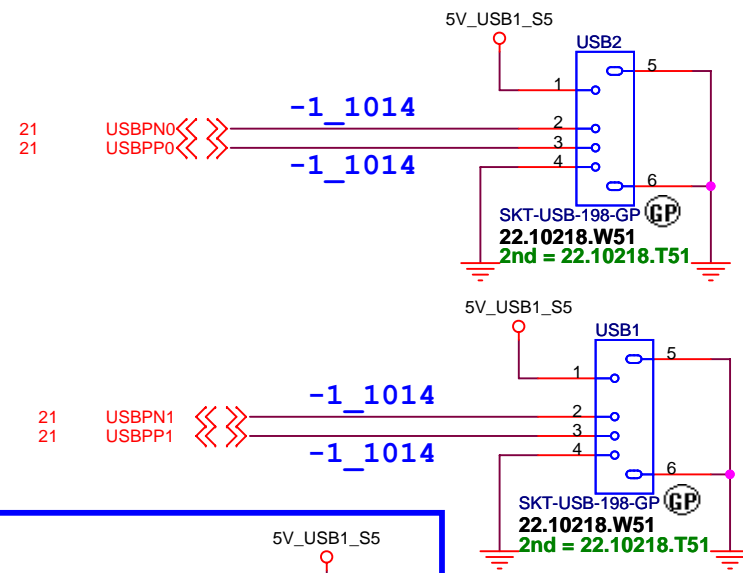 5V_USB1_S5
USB2
5
1
-1_1014
21 USBPN0 2
21 USBPP0 3
4
-1_1014
6
SKT-USB-198-GP GP
22.10218.W51
2nd = 22.10218.T51
5V_USB1_S5
USB1
5
1
-1_1014
21 USBPN1 2
21 USBPP1 3
4
-1_1014
6
SKT-USB-198-GP GP
22.10218.W51
2nd = 22.10218.T51
5V_USB1_S5